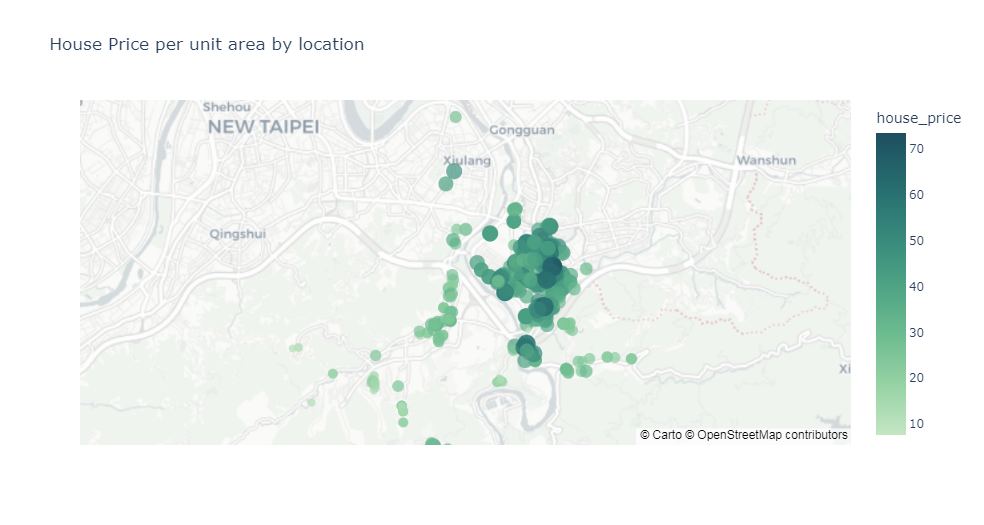 House Price per unit area by location
Shehou
NEW TAIPEI
Gongguan
house_price
70
Xiulang
Wanshun
60
Qingshui
50
40
30
Xi
20
10
© Carto © OpenStreetMap contributors